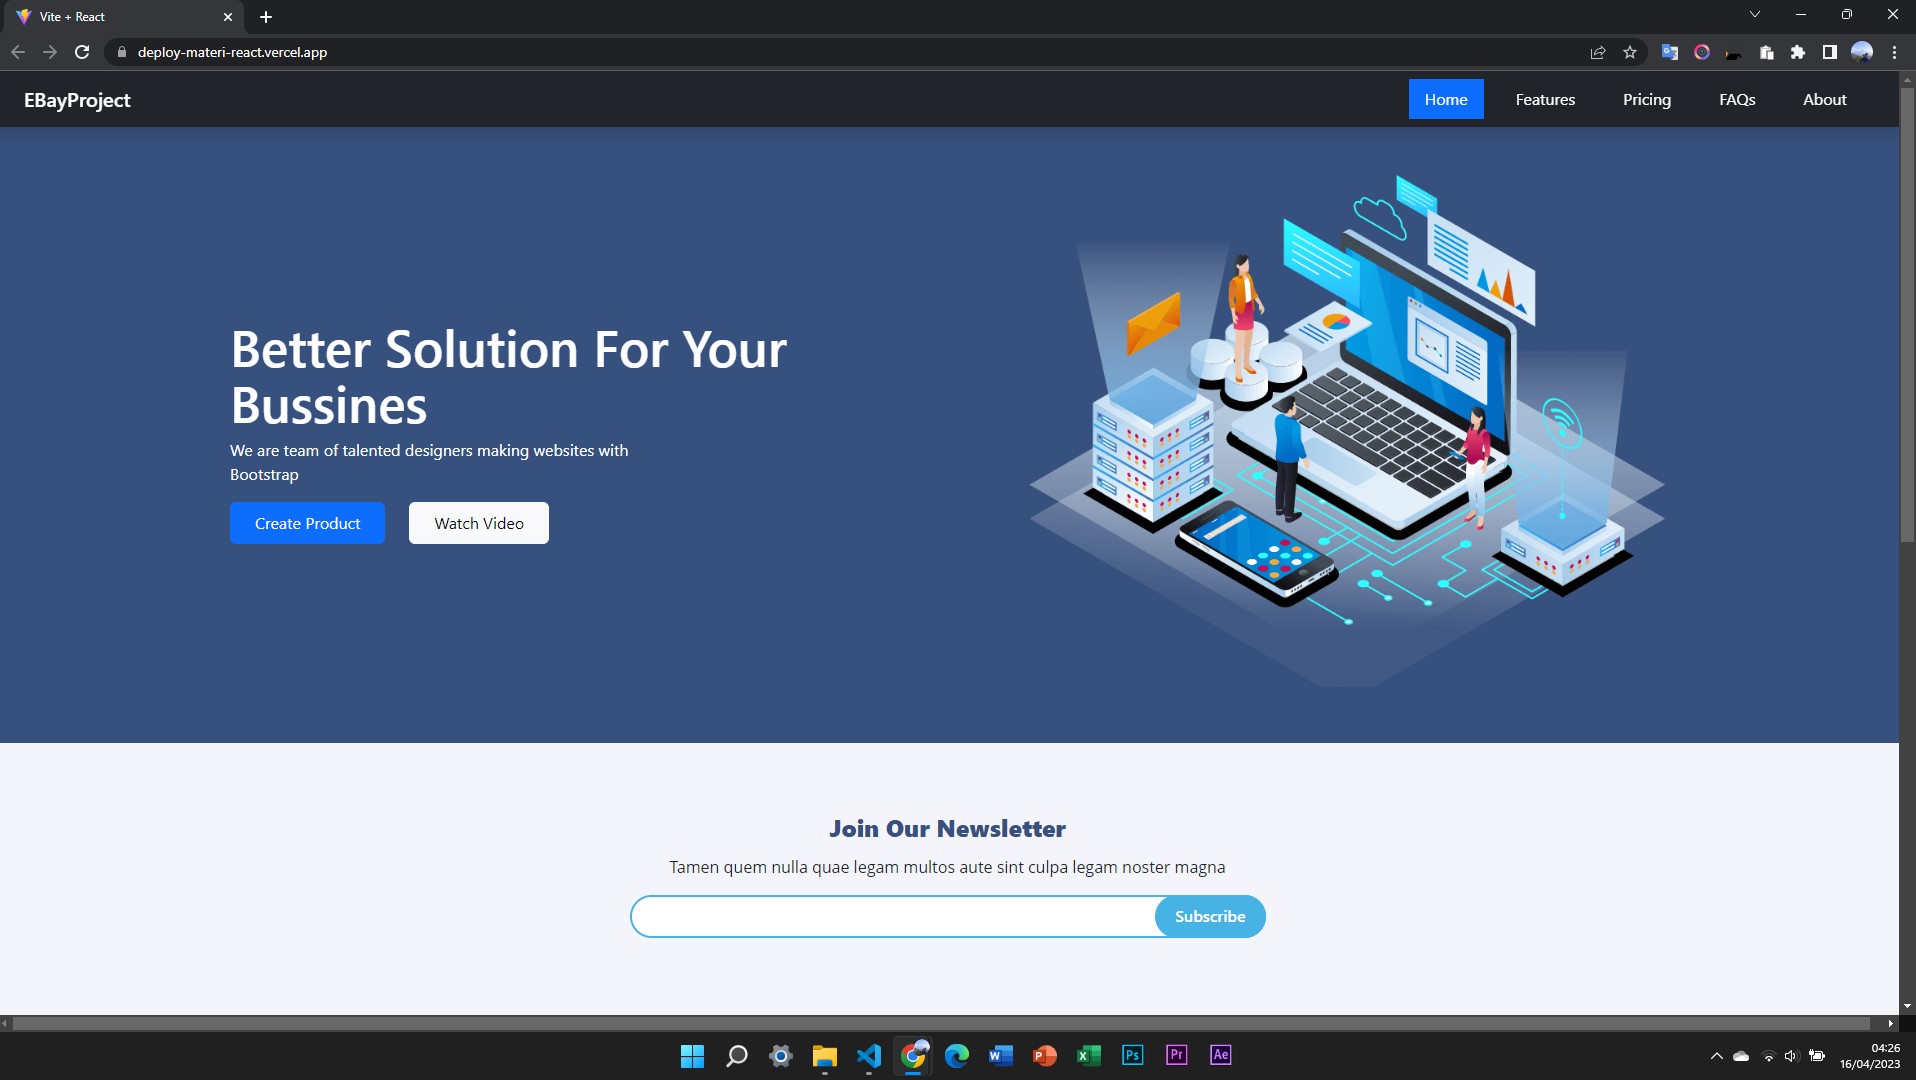 Vite + React
deploy-materi-react.vercel.app
EBayProject
Home
Features
Pricing
FAQs
About
Better Solution For Your
Bussines
We are team of talented designers making websites with
Bootstrap
Create Product
Watch Video
Join Our Newsletter
Tamen quem nulla quae legam multos aute sint culpa legam noster magna
Subscribe
W
P
X
Ps
Pr
Ae
04:26
16/04/2023